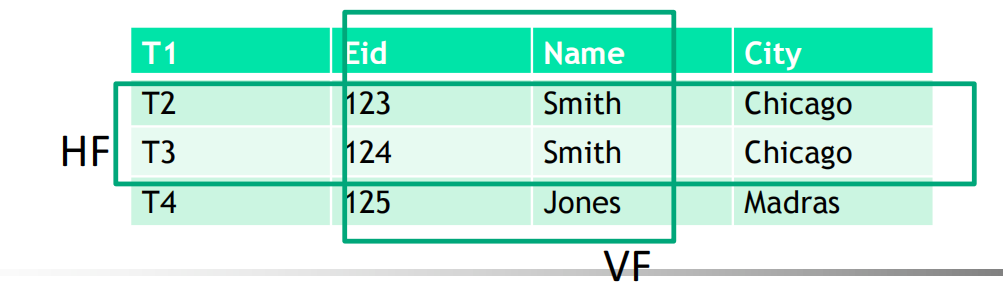 T1 Eid Name City
T2 123 Smith Chicago
HF T3 124 Smith Chicago
T4 125 Jones Madras
VF